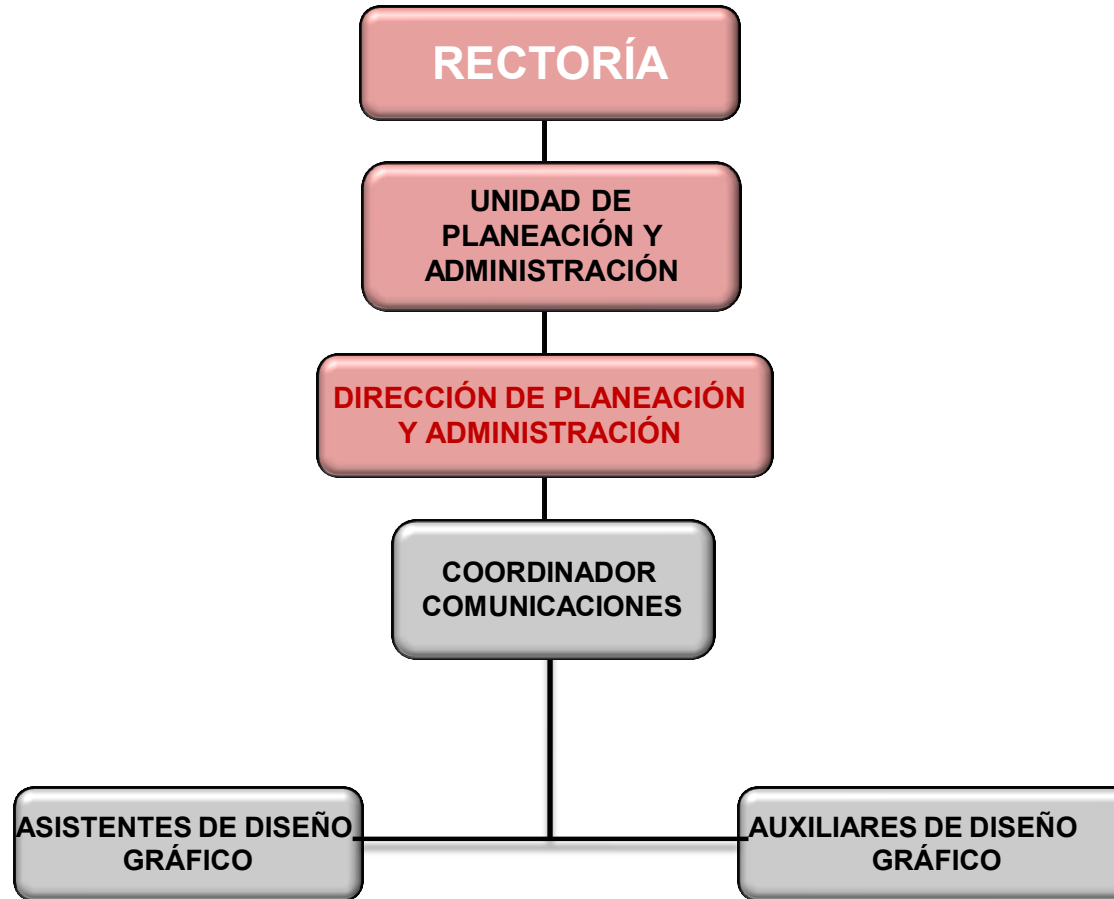 RECTORÍA
UNIDAD DE
PLANEACIÓN Y
ADMINISTRACIÓN
DIRECCIÓN DE PLANEACIÓN
Y ADMINISTRACIÓN
COORDINADOR
COMUNICACIONES
ASISTENTES DE DISEÑO
GRÁFICO
AUXILIARES DE DISEÑO
GRÁFICO